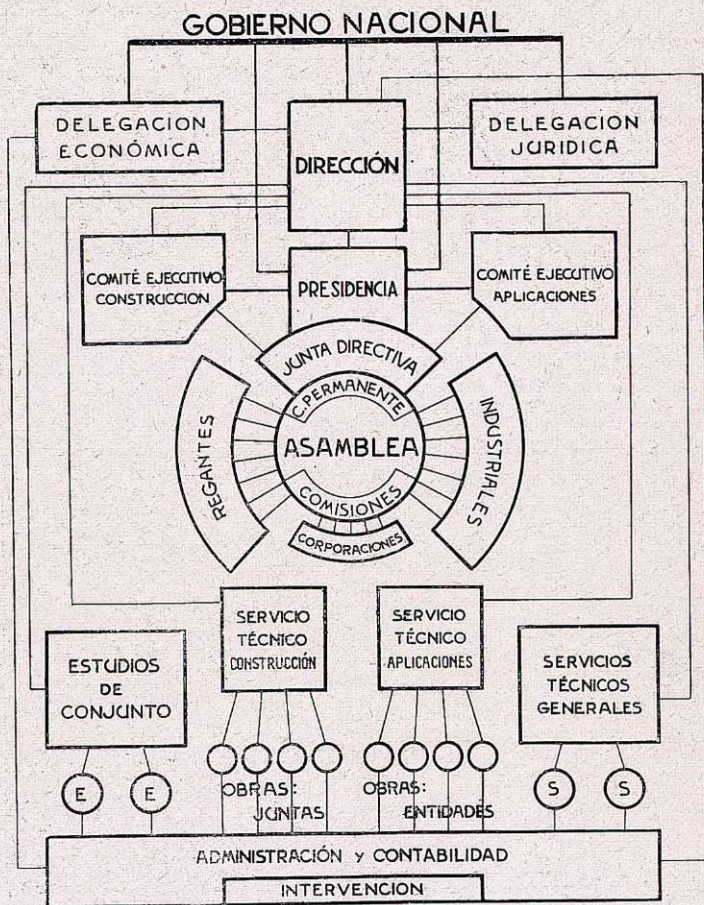 GOBIERNO NACIONAL
DELEGACION
ECONÓMICA
DIRECCIÓN
DELEGACION
JURIDICA
COMITÉ EJECUTIVO
CONSTRUCCION
PRESIDENCIA
COMITÉ EJECUTIVO
APLICACIONES
JUNTA DIRECTIVA
C. PERMANENTE
REGANTES
ASAMBLEA
INDUSTRIALES
COMISIONES
CORPORACIONES
ESTUDIOS
DE
CONJUNTO
SERVICIO
TÉCNICO
CONSTRUCCIÓN
SERVICIO
TÉCNICO
APLICACIONES
SERVICIOS
TÉCNICOS
GENERALES
E
E
OBRAS:
JUNTAS
OBRAS:
ENTIDADES
S
S
ADMINISTRACIÓN y CONTABILIDAD
INTERVENCION